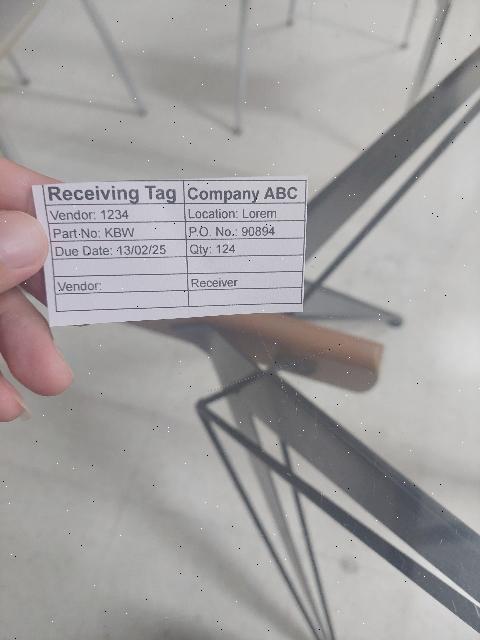 Receiving Tag Company ABC
Vendor: 1234 Location: Lorem
Part No: KBW P.O. No.: 90894
Due Date: 13/02/25 Qty: 124
Vendor: Receiver